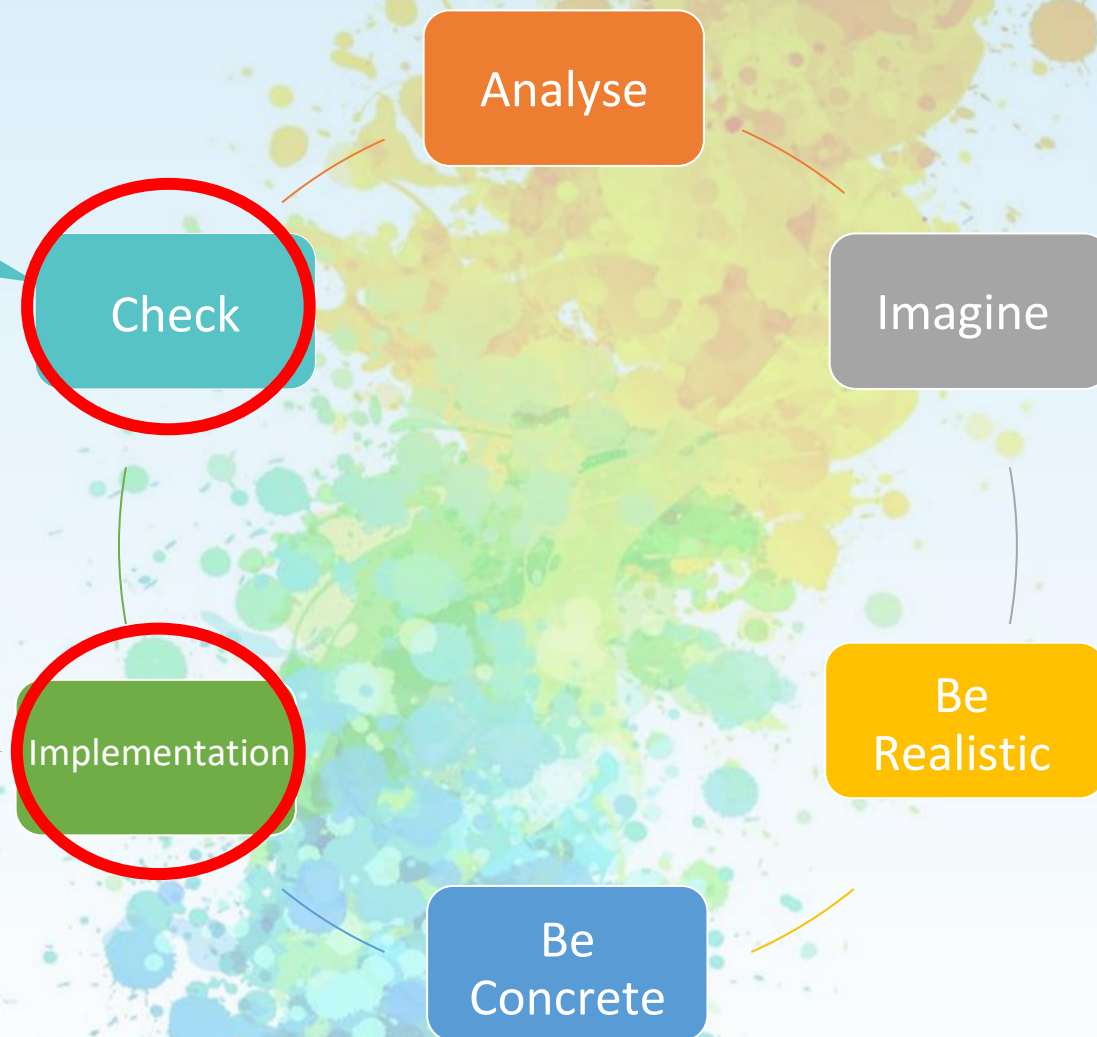 Analyse
Check
Imagine
Be
Realistic
Implementation
Be
Concrete